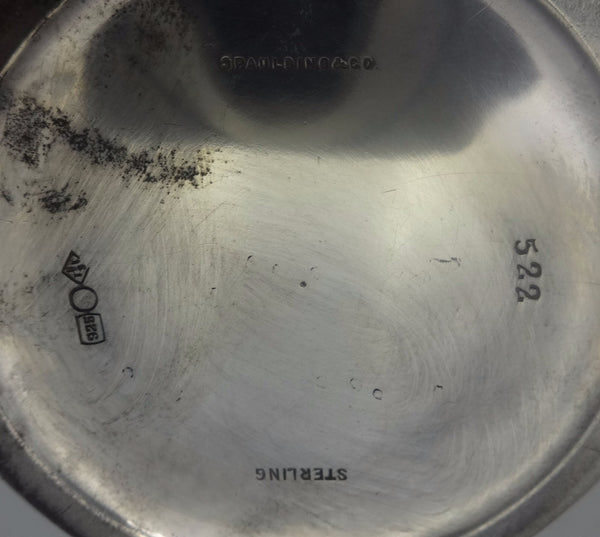 SPAULDING & CO.
522
925
STERLING